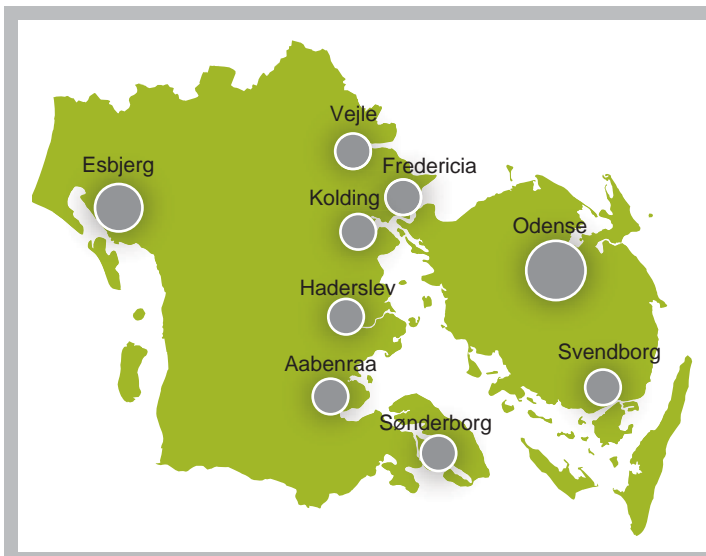 Vejle
Esbjerg
Fredericia
Kolding
Odense
Haderslev
Svendborg
Aabenraa
Sønderborg